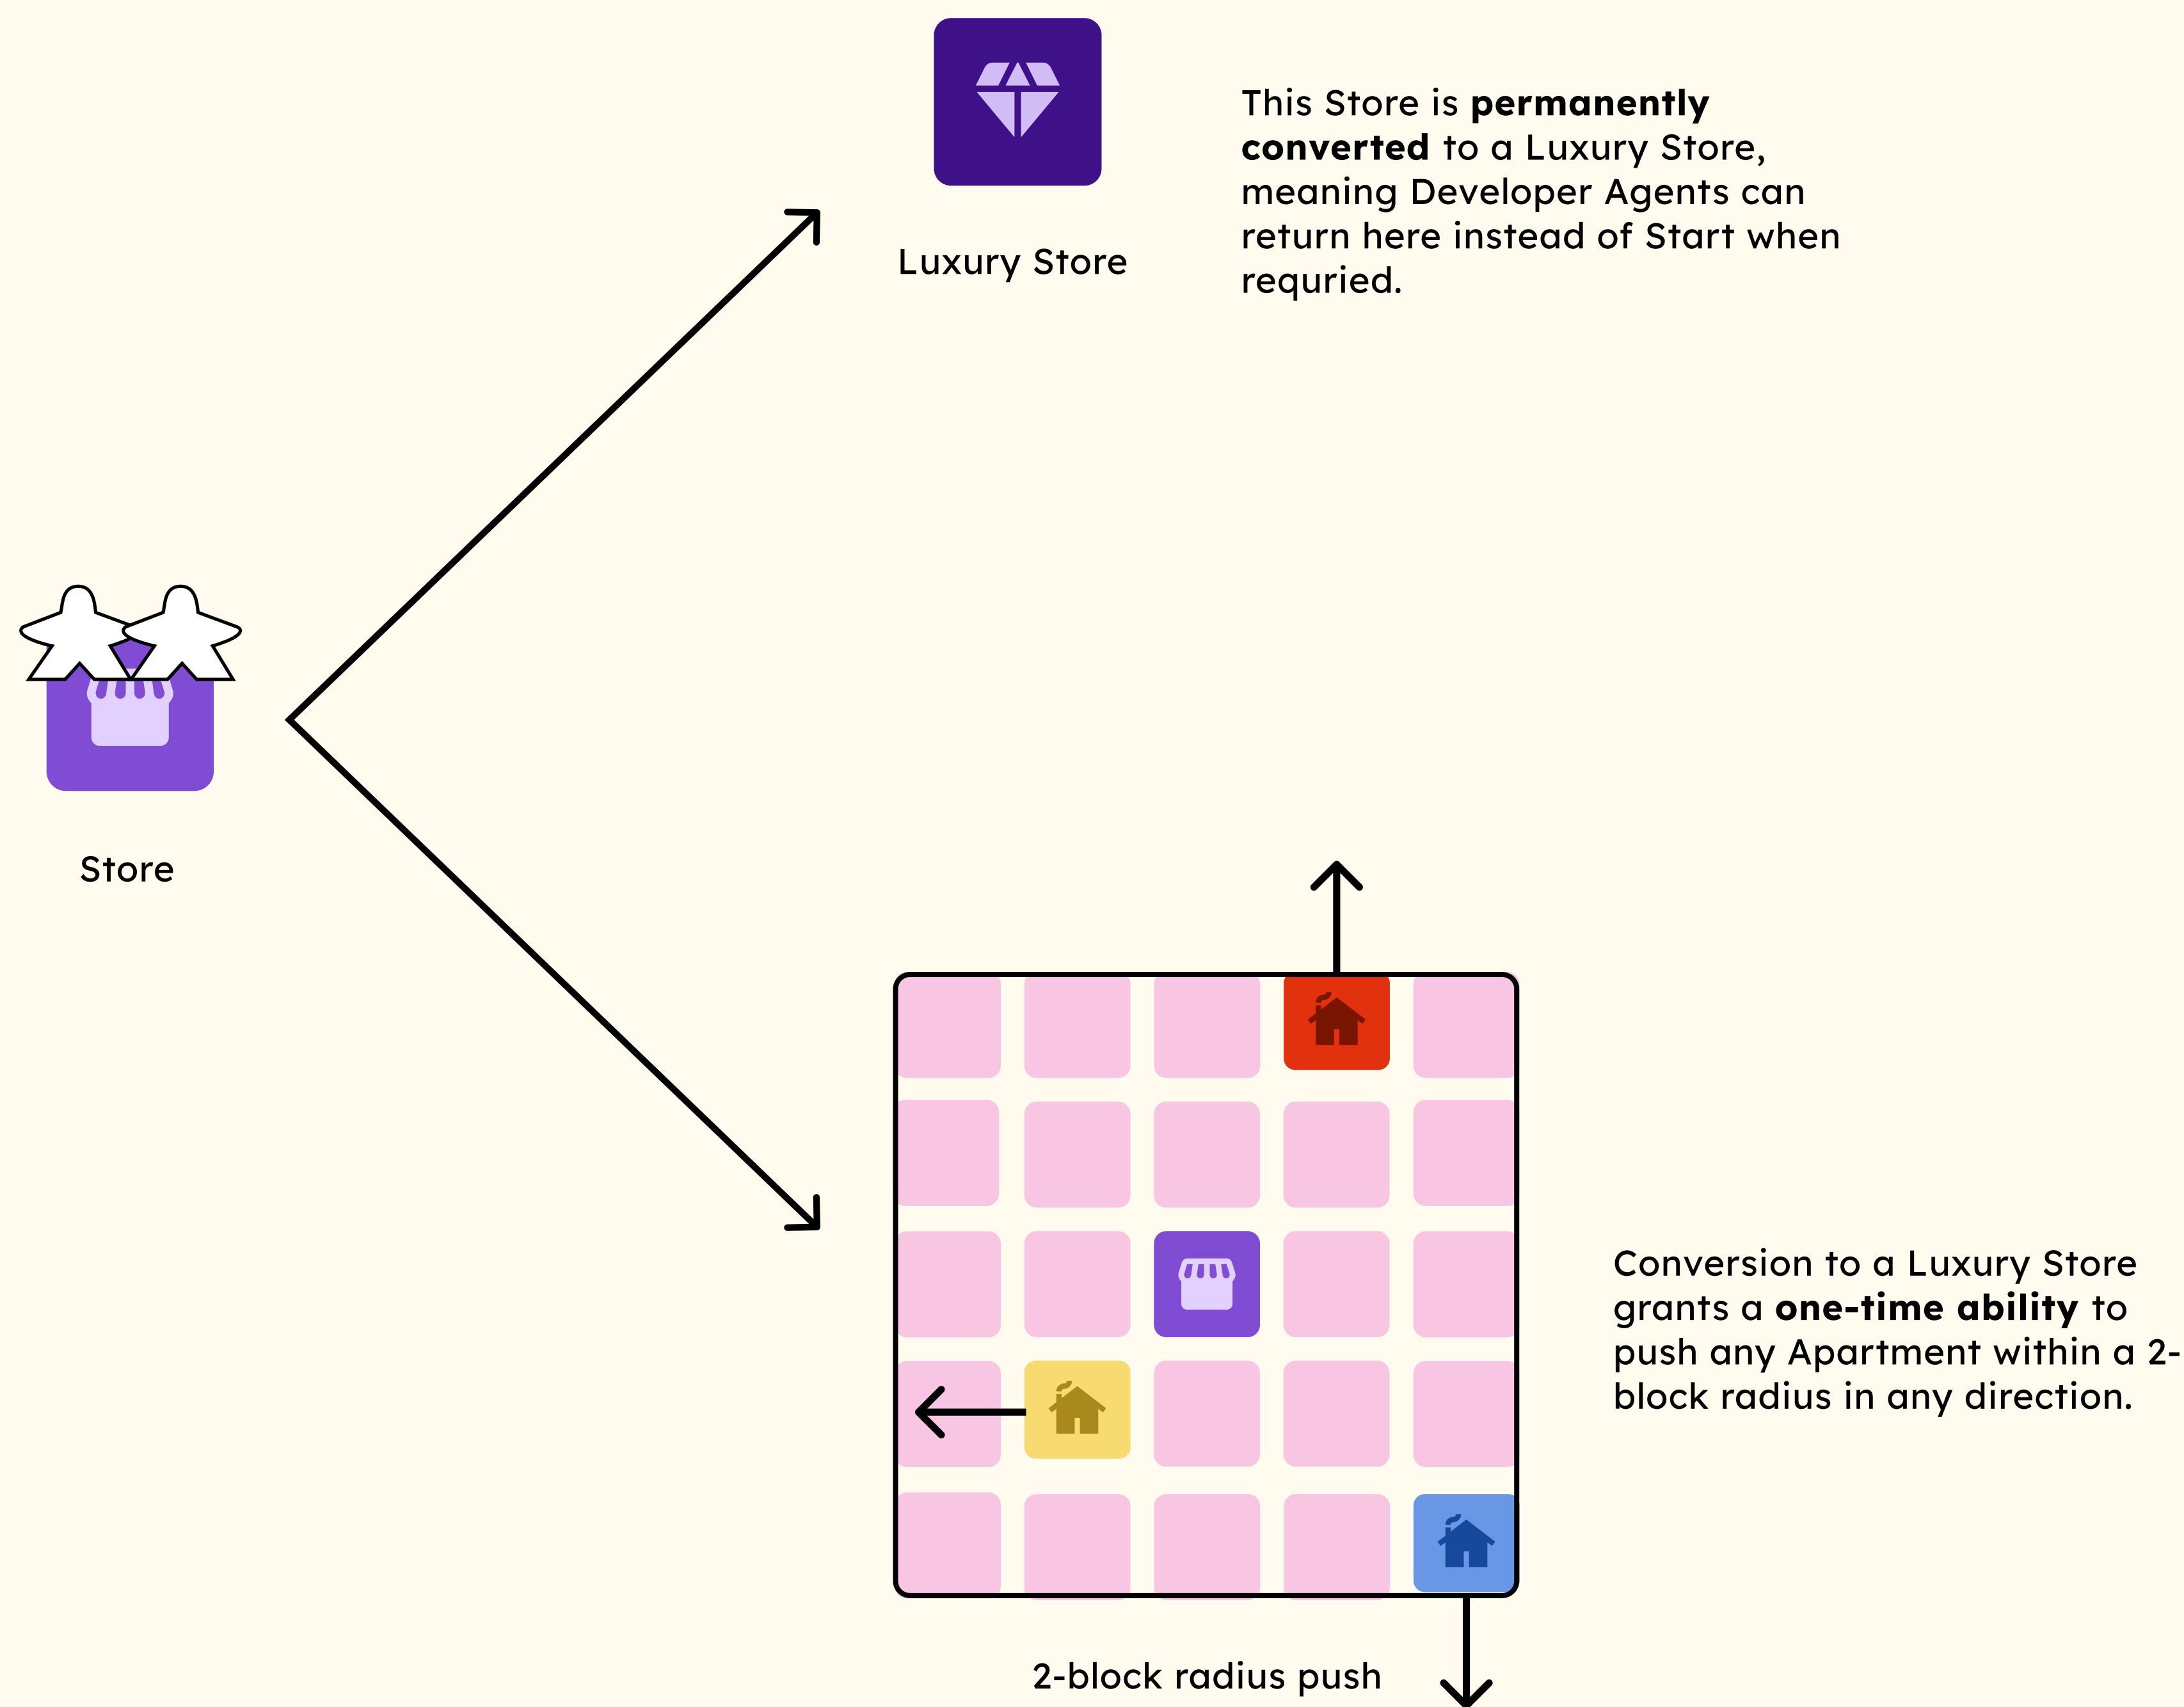 This Store is permanently
converted to a Luxury Store,
meaning Developer Agents can
return here instead of Start when
requried.
Luxury Store
Store
Conversion to a Luxury Store
grants a one-time ability to
push any Apartment within a 2-
block radius in any direction.
2-block radius push